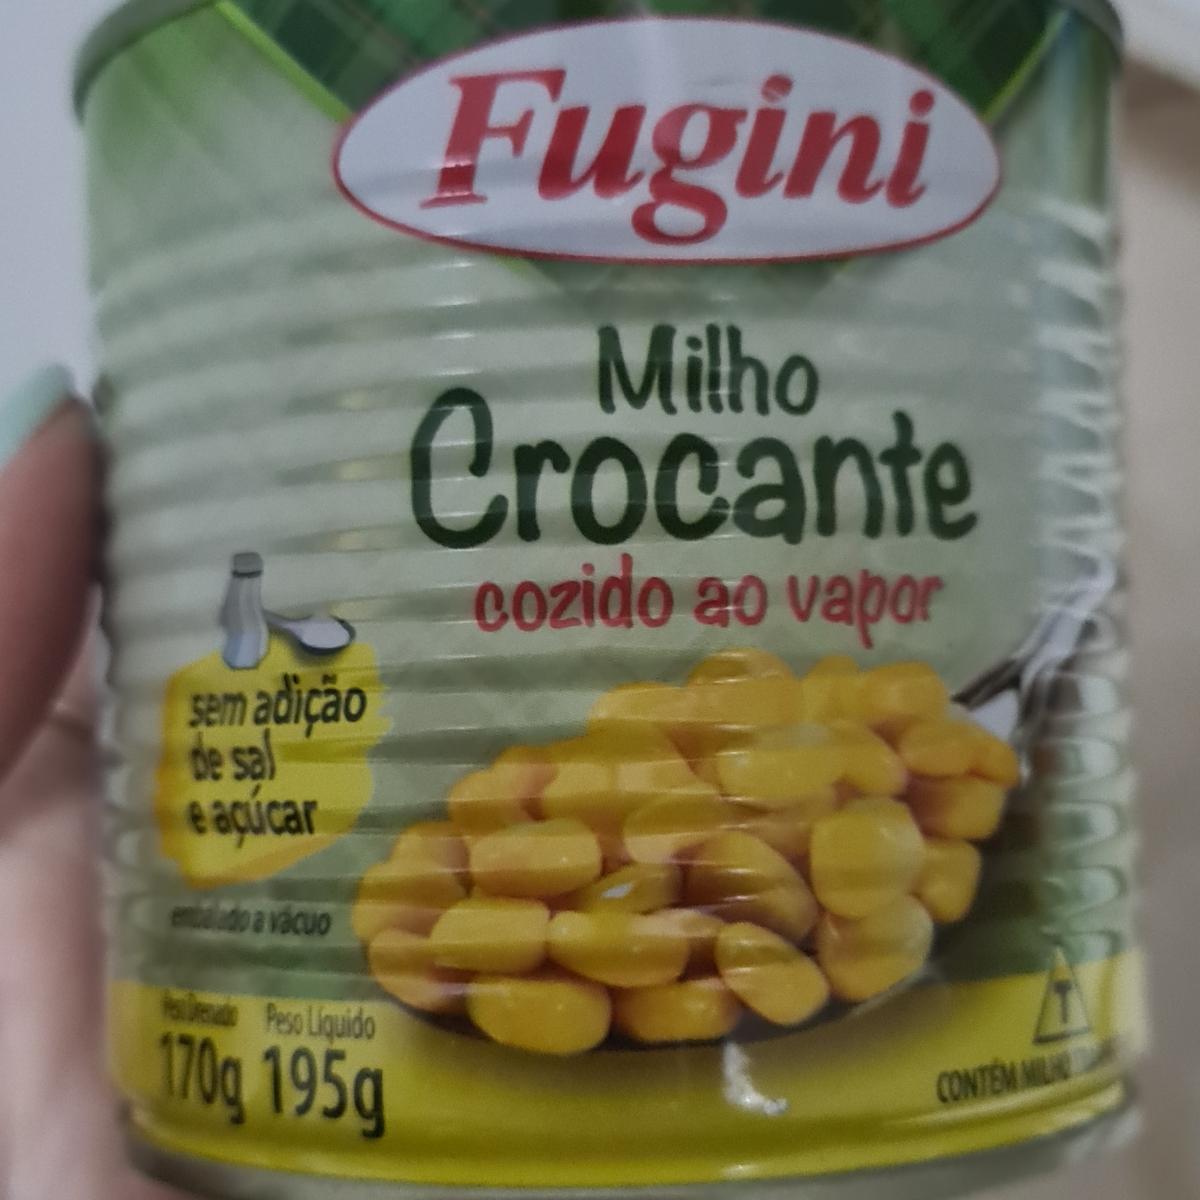 Fugini
Milho
Crocante
cozido ao vapor
sem adição
de sal
e açúcar
embalado a vácuo
Peso Drenado Peso Líquido
170g 195g
T
CONTÉM MILHO